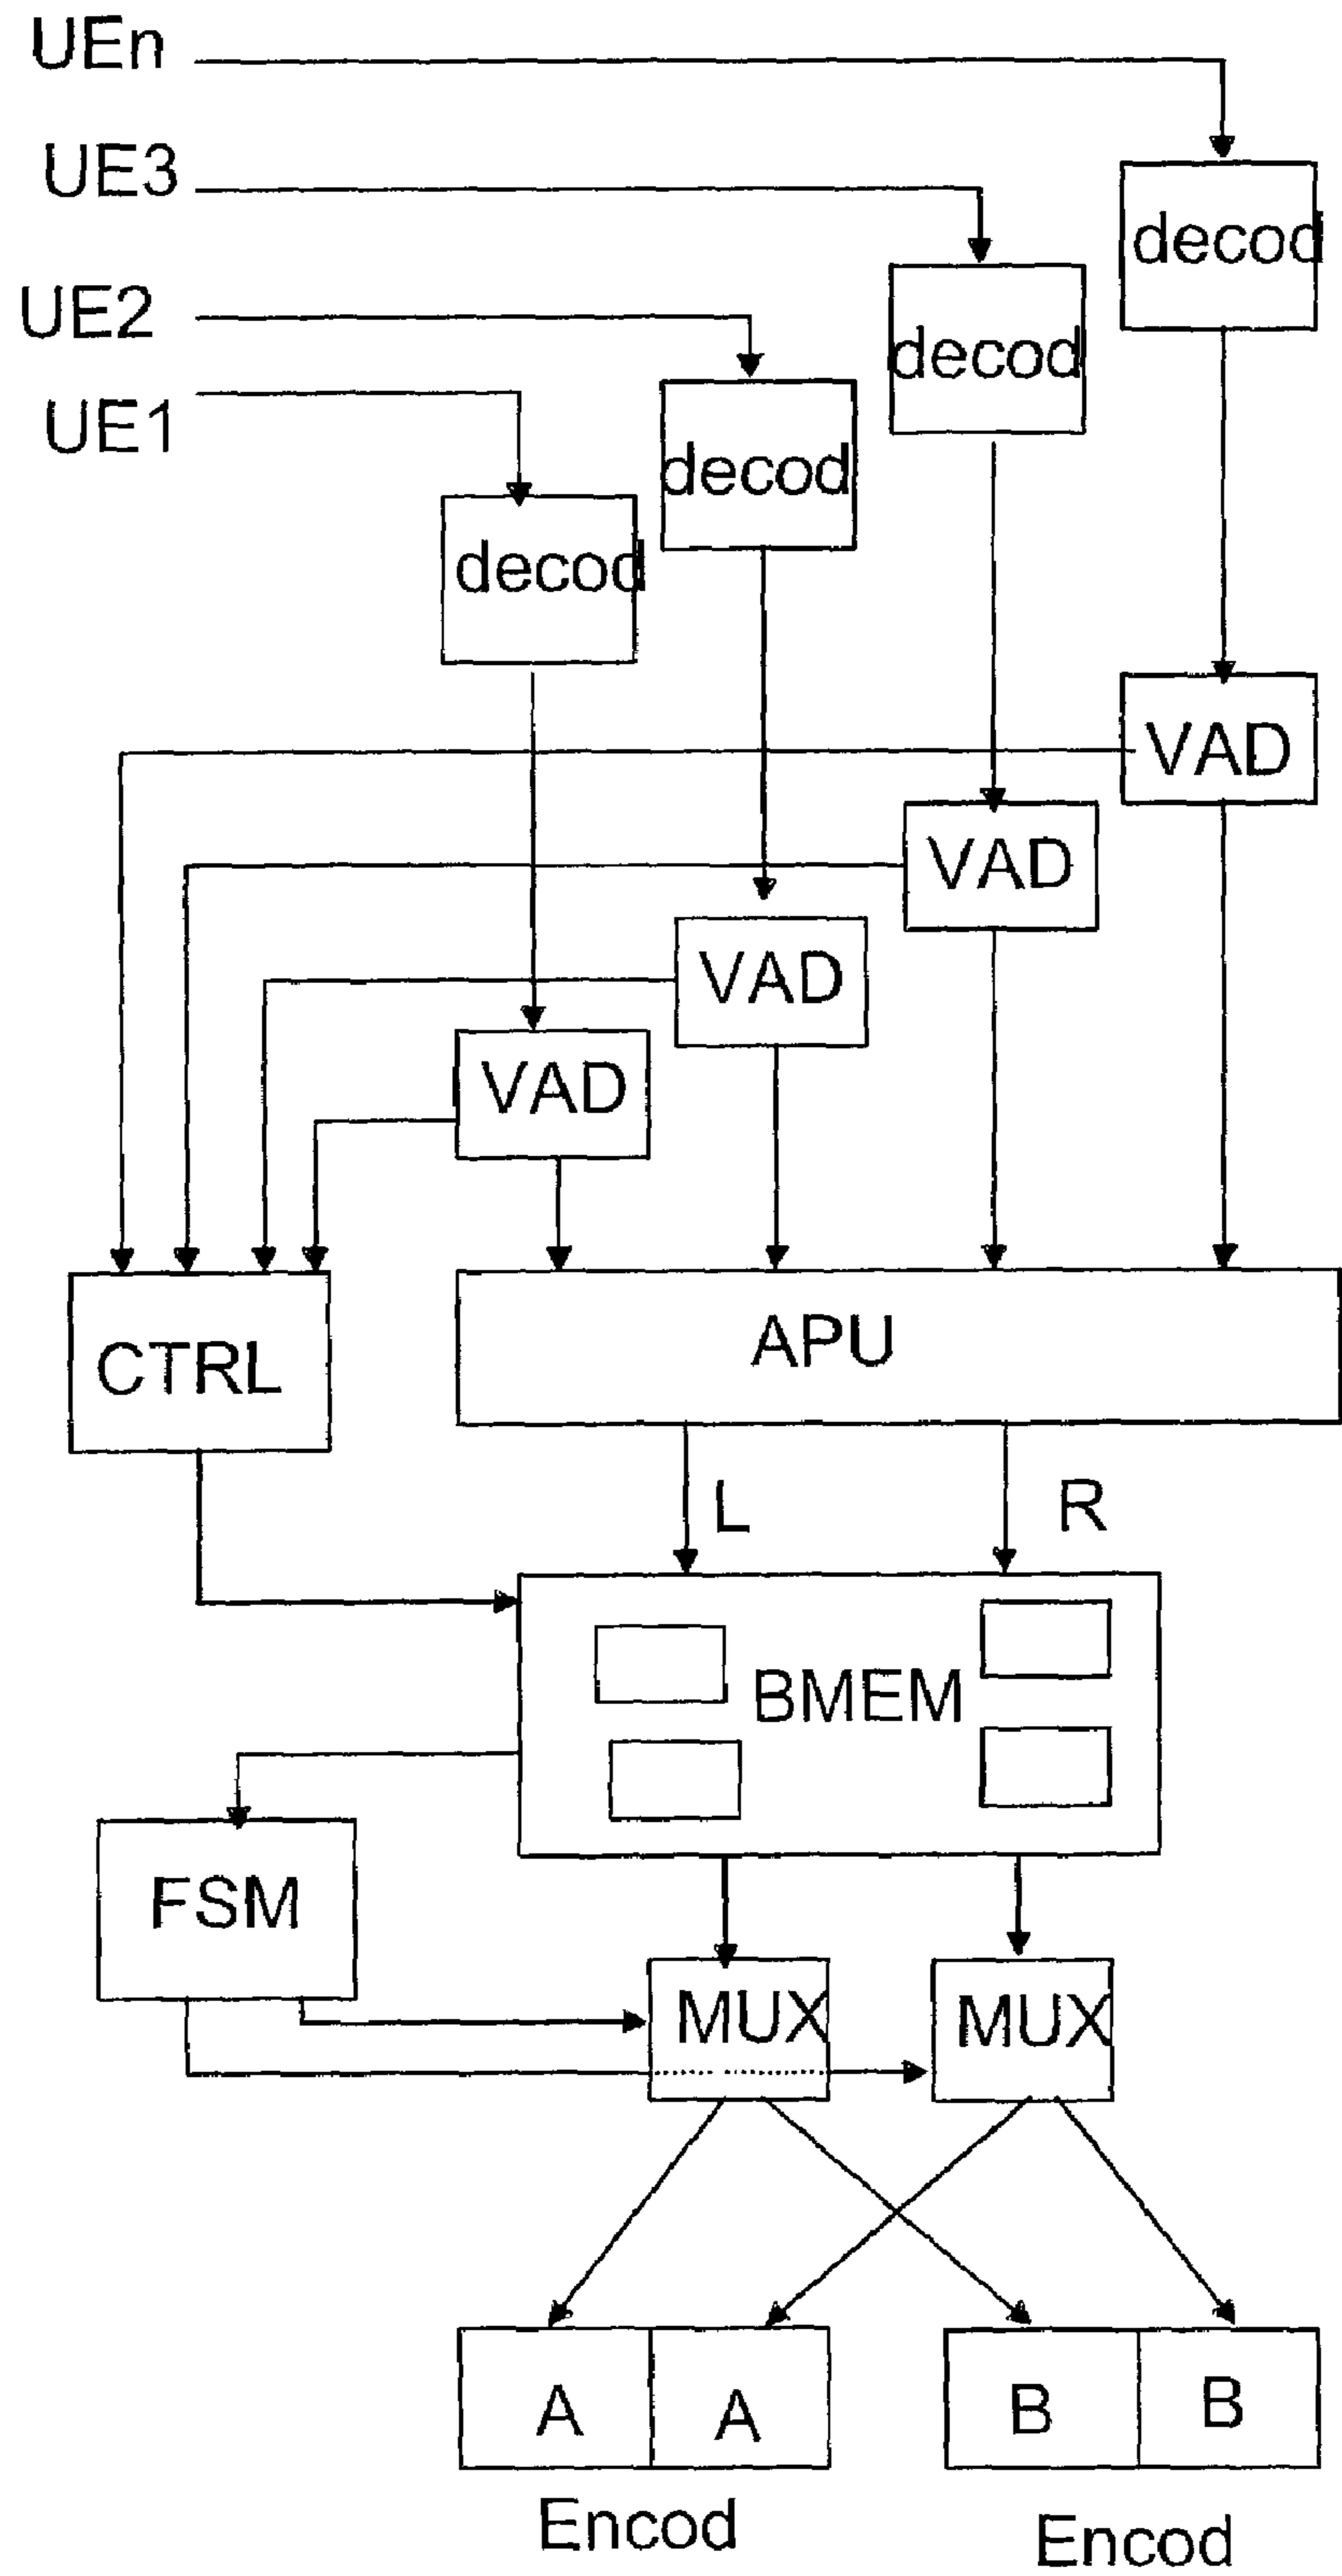 UEn
UE3
decod
UE2
decod
UE1
decod
decod
VAD
VAD
VAD
VAD
CTRL
APU
L
R
BMEM
FSM
MUX
MUX
A
A
B
B
Encod
Encod